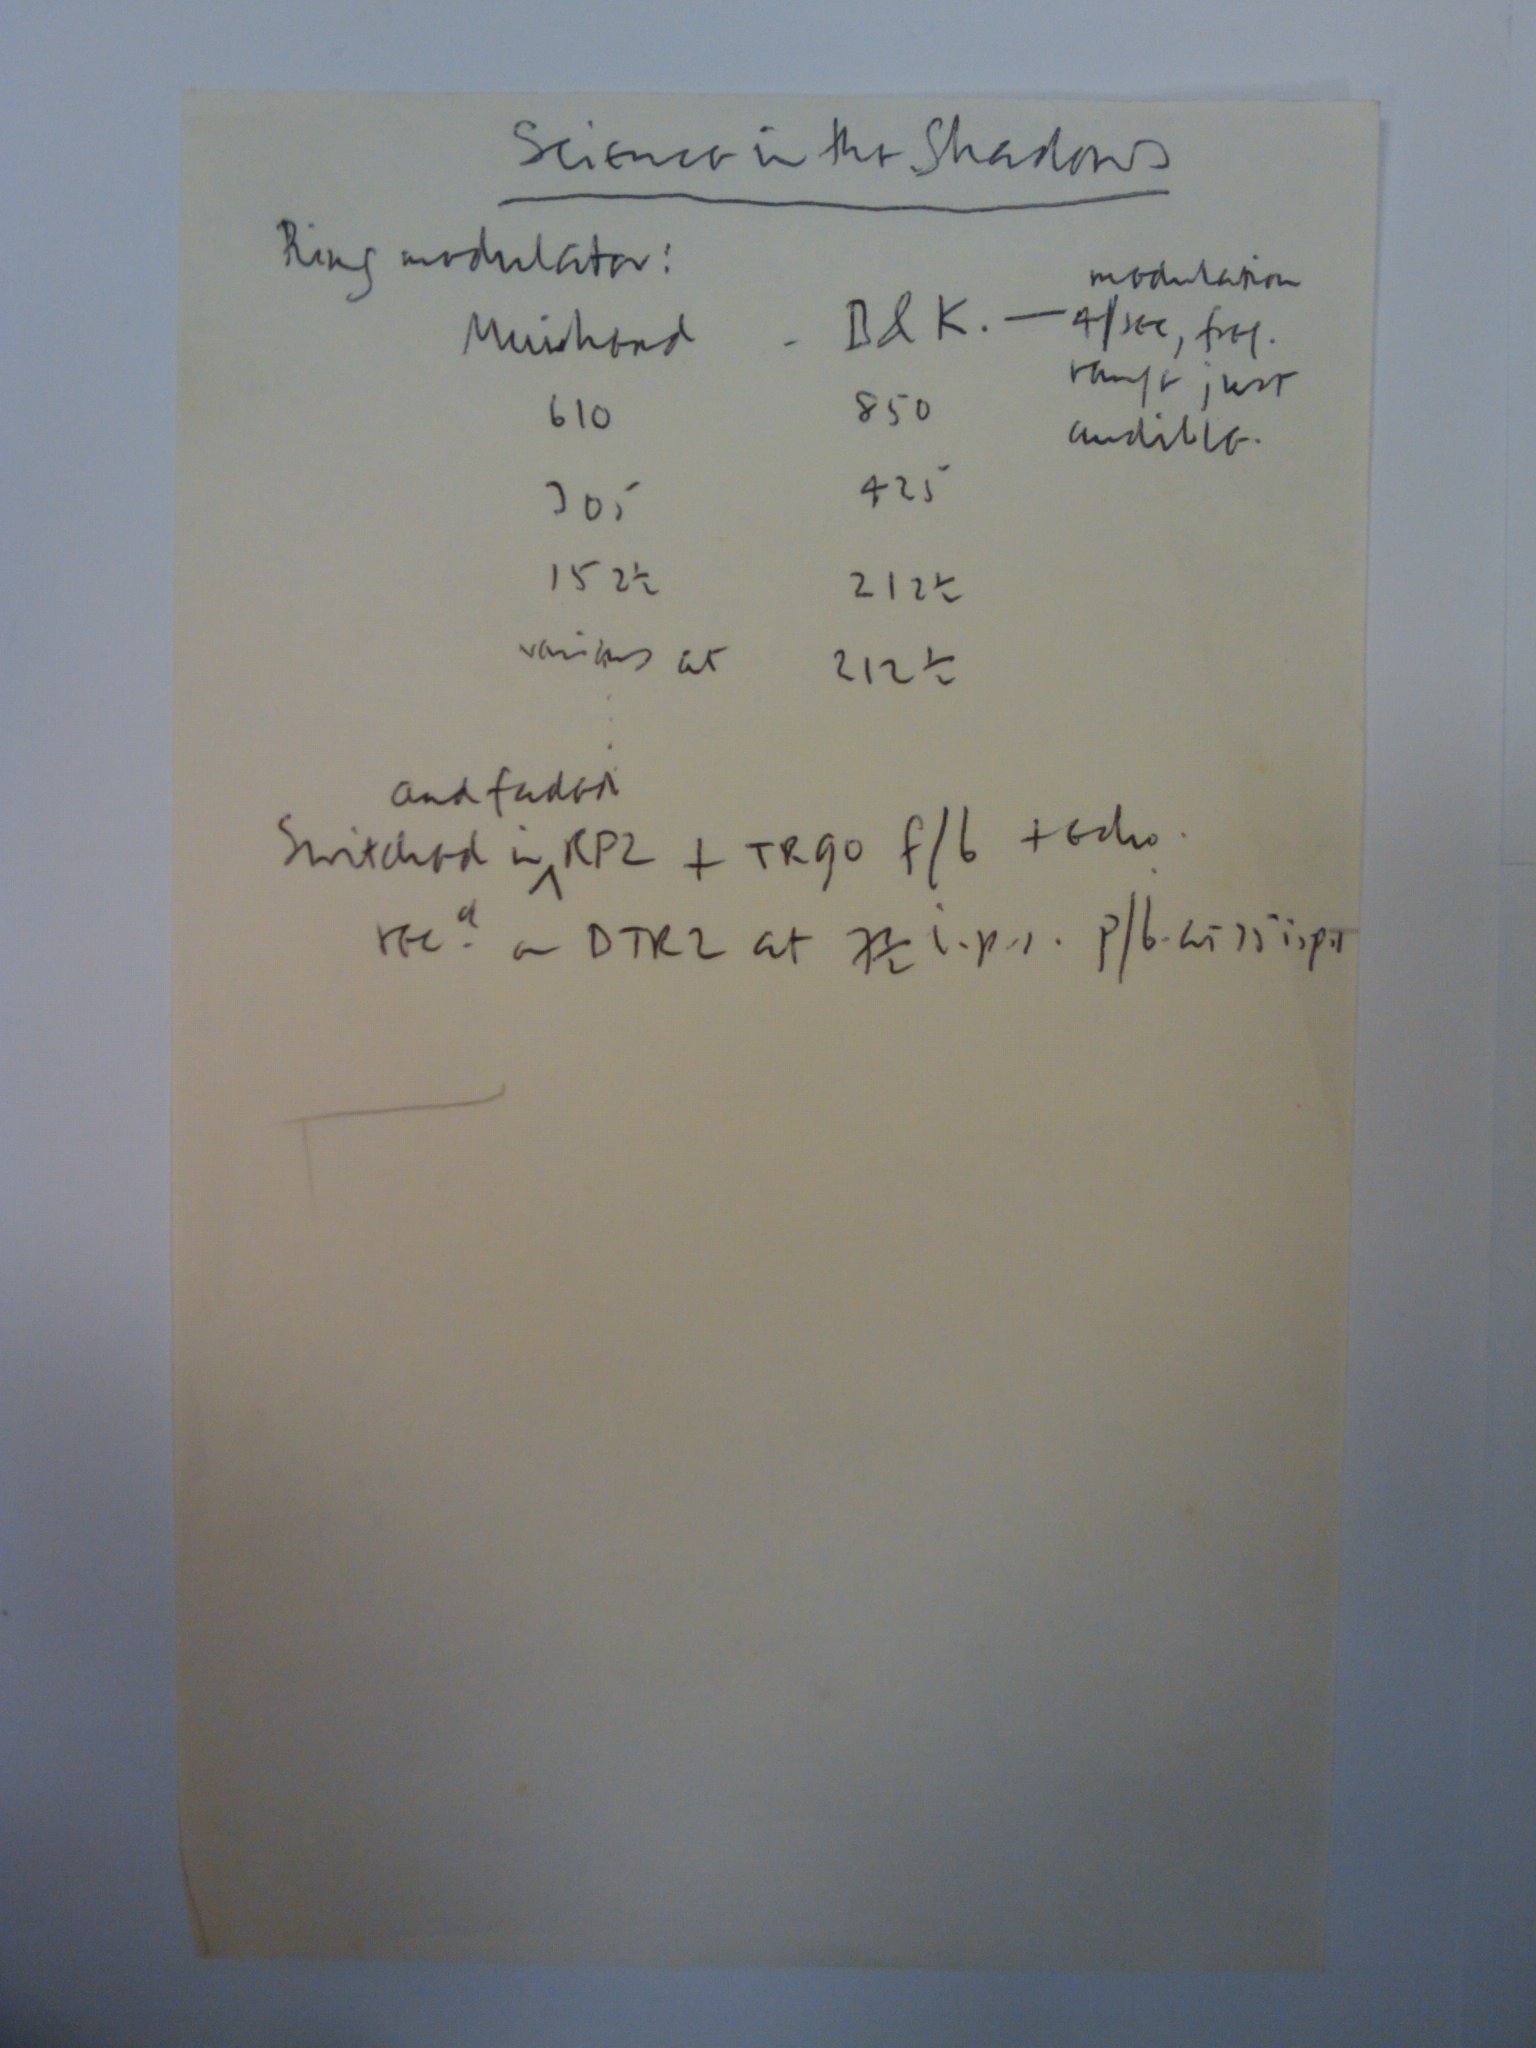 Science in the Shadows
Ring modulator:
Muirhead - B & K. — modulation
4/sec, freq.
range just
audible.
610 850
305 425
152½ 212½
various at 212½
and faded
Switched in ^ RP2 + TR90 f/b + echo.
rec.d on DTR2 at 7½ i.p.s. p/b. at 15 i.p.s